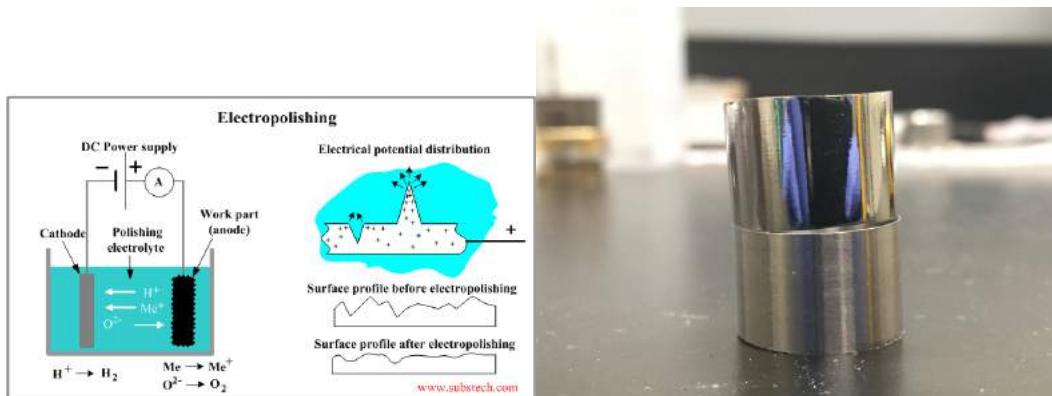 Electropolishing
DC Power supply
− +
A
Cathode
Polishing
electrolyte
Work part
(anode)
H⁺
Me⁺
O²⁻
H⁺ → H₂
Me → Me⁺
O²⁻ → O₂
Electrical potential distribution
+
Surface profile before electropolishing
Surface profile after electropolishing
www.substech.com